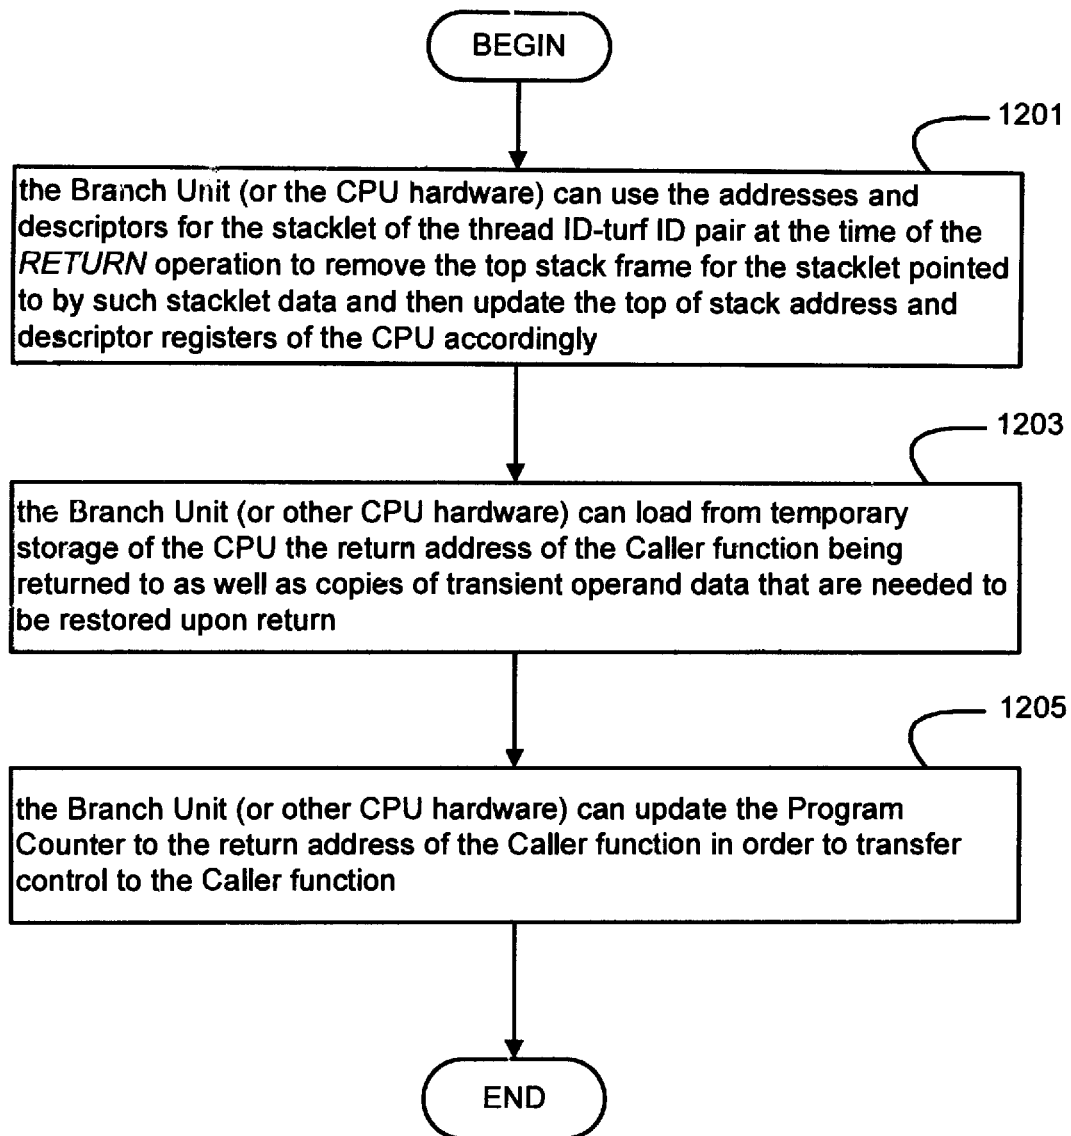 BEGIN
1201
the Branch Unit (or the CPU hardware) can use the addresses and
descriptors for the stacklet of the thread ID-turf ID pair at the time of the
RETURN operation to remove the top stack frame for the stacklet pointed
to by such stacklet data and then update the top of stack address and
descriptor registers of the CPU accordingly
1203
the Branch Unit (or other CPU hardware) can load from temporary
storage of the CPU the return address of the Caller function being
returned to as well as copies of transient operand data that are needed to
be restored upon return
1205
the Branch Unit (or other CPU hardware) can update the Program
Counter to the return address of the Caller function in order to transfer
control to the Caller function
END